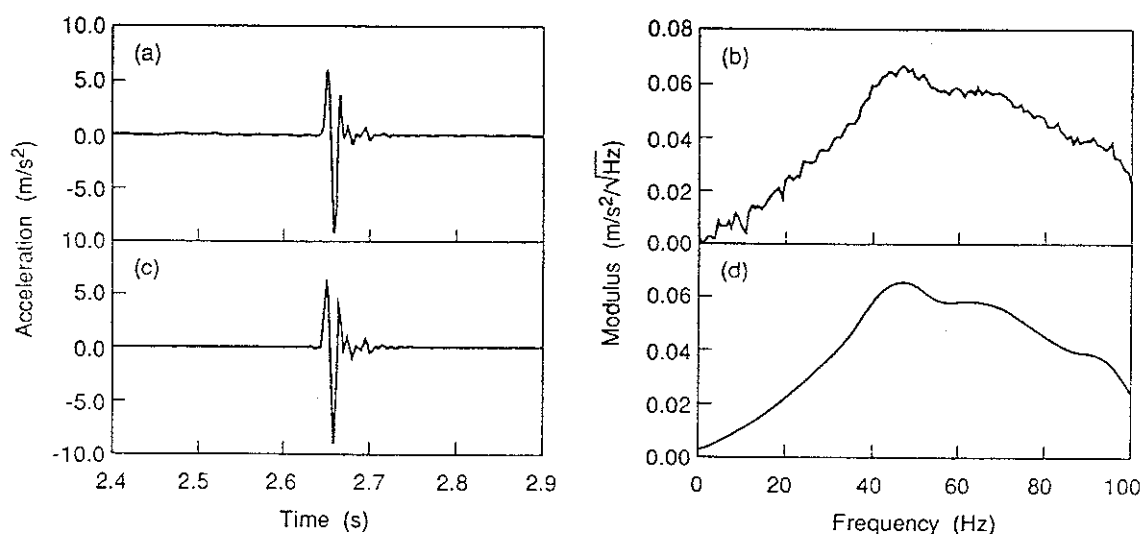 (a)
10.0
5.0
0.0
-5.0
10.0
(c)
5.0
0.0
-5.0
-10.0
2.4 2.5 2.6 2.7 2.8 2.9
Time (s)
Acceleration (m/s²)
(b)
0.08
0.06
0.04
0.02
0.00
(d)
0.06
0.04
0.02
0.00
0 20 40 60 80 100
Frequency (Hz)
Modulus (m/s²/√Hz)